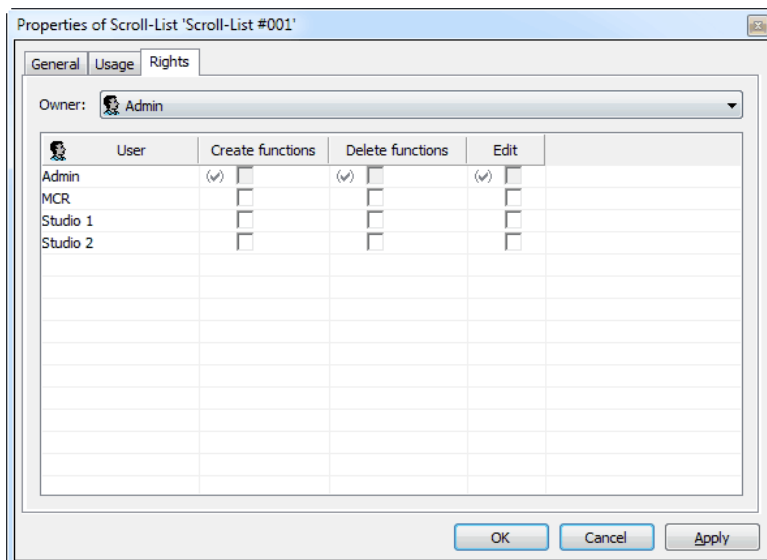 Properties of Scroll-List 'Scroll-List #001'
General Usage Rights
Owner: Admin
User Create functions Delete functions Edit
Admin
MCR
Studio 1
Studio 2
OK Cancel Apply